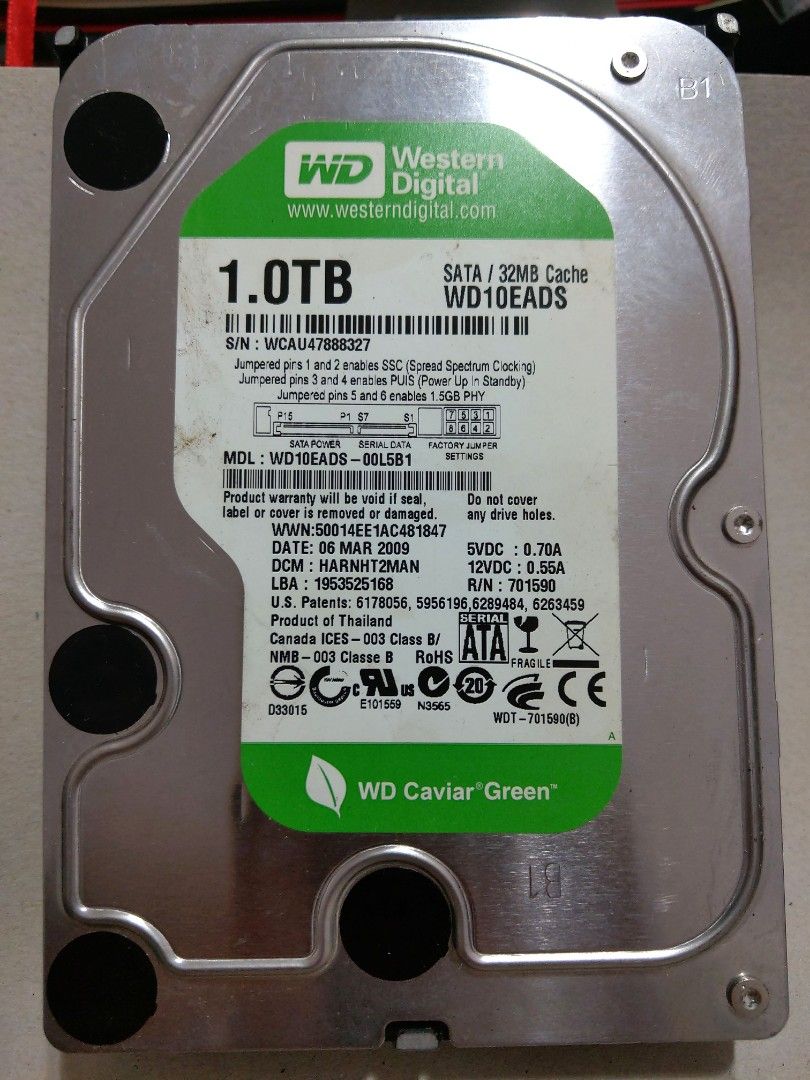 B1
WD Western
Digital
www.westerndigital.com
1.0TB
SATA / 32MB Cache
WD10EADS
S/N : WCAU47888327
Jumpered pins 1 and 2 enables SSC (Spread Spectrum Clocking)
Jumpered pins 3 and 4 enables PUIS (Power Up In Standby)
Jumpered pins 5 and 6 enables 1.5GB PHY
P15 P1 S7 S1 7 5 3 1
8 6 4 2
SATA POWER SERIAL DATA FACTORY JUMPER
SETTINGS
MDL : WD10EADS-00L5B1
Product warranty will be void if seal,
label or cover is removed or damaged.
Do not cover
any drive holes.
WWN:50014EE1AC481847
DATE: 06 MAR 2009 5VDC : 0.70A
DCM : HARNHT2MAN 12VDC : 0.55A
LBA : 1953525168 R/N : 701590
U.S. Patents: 6178056, 5956196,6289484, 6263459
Product of Thailand
Canada ICES-003 Class B/
NMB-003 Classe B RoHS
SERIAL
ATA
FRAGILE
D33015
c RU us
E101559
N3565
20
CE
WDT-701590(B)
A
WD Caviar®Green™
B1